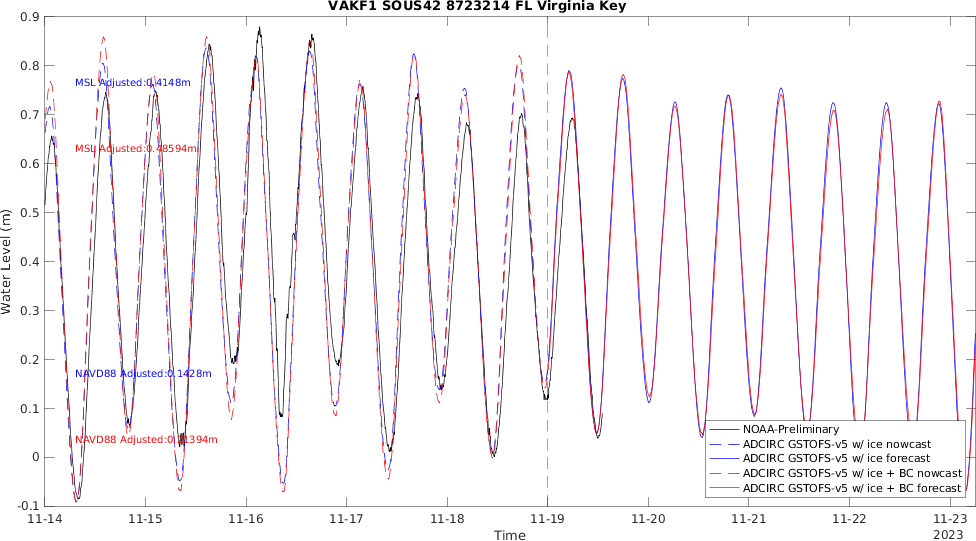 VAKF1 SOUS42 8723214 FL Virginia Key
0.9
0.8
0.7
0.6
0.5
0.4
0.3
0.2
0.1
0
-0.1
Water Level (m)
MSL Adjusted:0.4148m
MSL Adjusted:0.48594m
NAVD88 Adjusted:0.1428m
NAVD88 Adjusted:0.21394m
NOAA-Preliminary
ADCIRC GSTOFS-v5 w/ ice nowcast
ADCIRC GSTOFS-v5 w/ ice forecast
ADCIRC GSTOFS-v5 w/ ice + BC nowcast
ADCIRC GSTOFS-v5 w/ ice + BC forecast
11-14 11-15 11-16 11-17 11-18 11-19 11-20 11-21 11-22 11-23
2023
Time